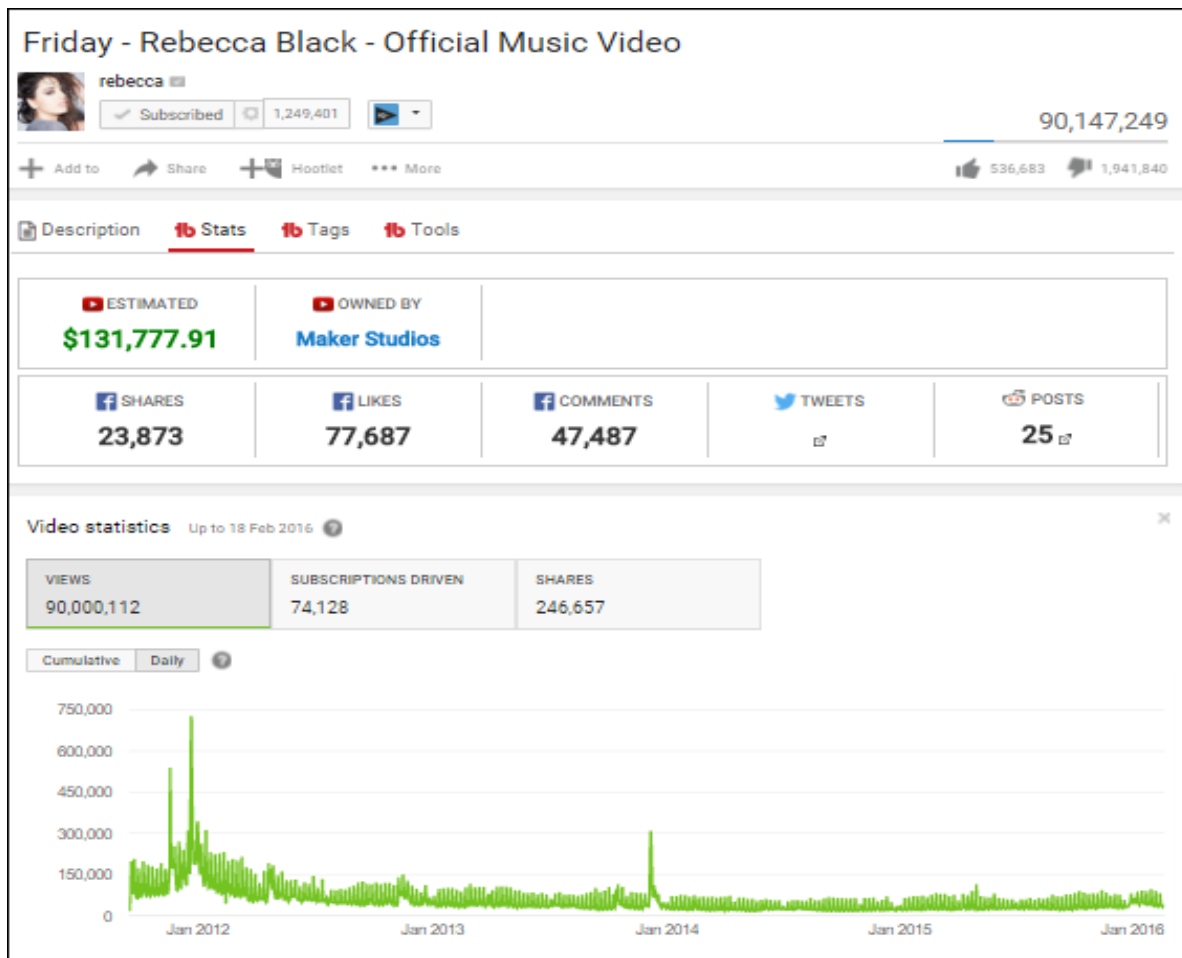 Friday - Rebecca Black - Official Music Video
rebecca
Subscribed 1,249,401
90,147,249
Add to Share Hootlet ••• More 536,683 1,941,840
Description Stats Tags Tools
ESTIMATED OWNED BY
$131,777.91 Maker Studios
SHARES LIKES COMMENTS TWEETS POSTS
23,873 77,687 47,487 25
Video statistics Up to 18 Feb 2016 ?
VIEWS SUBSCRIPTIONS DRIVEN SHARES
90,000,112 74,128 246,657
Cumulative Daily ?
750,000
600,000
450,000
300,000
150,000
0
Jan 2012 Jan 2013 Jan 2014 Jan 2015 Jan 2016